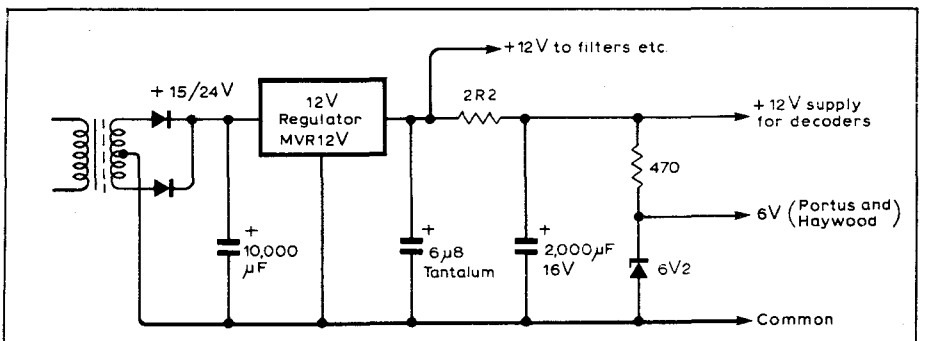 +12V to filters etc.
+ 15/24V
12V
Regulator
MVR12V
2R2
+12V supply
for decoders
470
6V (Portus and
Haywood)
+
10,000
µF
+
6µ8
Tantalum
+
2,000µF
16V
6V2
Common